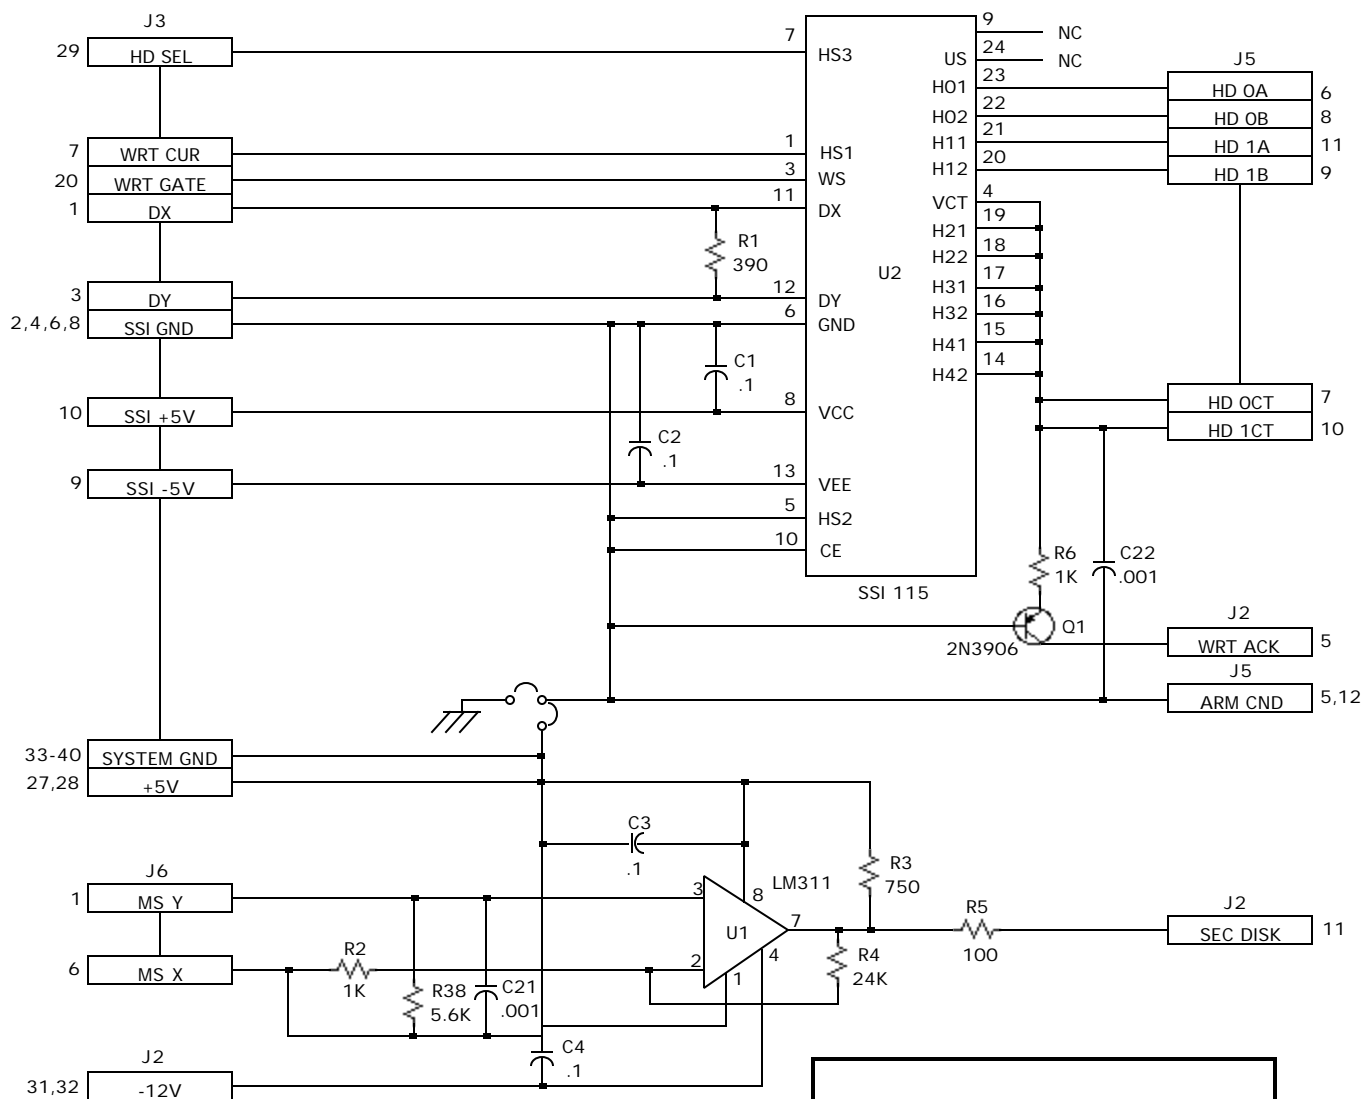 J3
29
HD SEL
7
WRT CUR
20
WRT GATE
1
DX
3
DY
2,4,6,8
SSI GND
10
SSI +5V
9
SSI -5V
33-40
SYSTEM GND
27,28
+5V
J6
1
MS Y
6
MS X
J2
31,32
-12V
R1
390
C1
.1
C2
.1
7
HS3
1
HS1
3
WS
11
DX
12
DY
6
GND
8
VCC
13
VEE
5
HS2
10
CE
U2
SSI 115
9
NC
US
24
NC
H01
23
H02
22
H11
21
H12
20
VCT
4
H21
19
H22
18
H31
17
H32
16
H41
15
H42
14
J5
HD 0A
6
HD 0B
8
HD 1A
11
HD 1B
9
HD 0CT
7
HD 1CT
10
R6
1K
C22
.001
Q1
2N3906
J2
WRT ACK
5
J5
ARM CND
5,12
C3
.1
LM311
3
8
U1
7
2
1
4
R3
750
R5
100
R4
24K
J2
SEC DISK
11
R2
1K
R38
5.6K
C21
.001
C4
.1